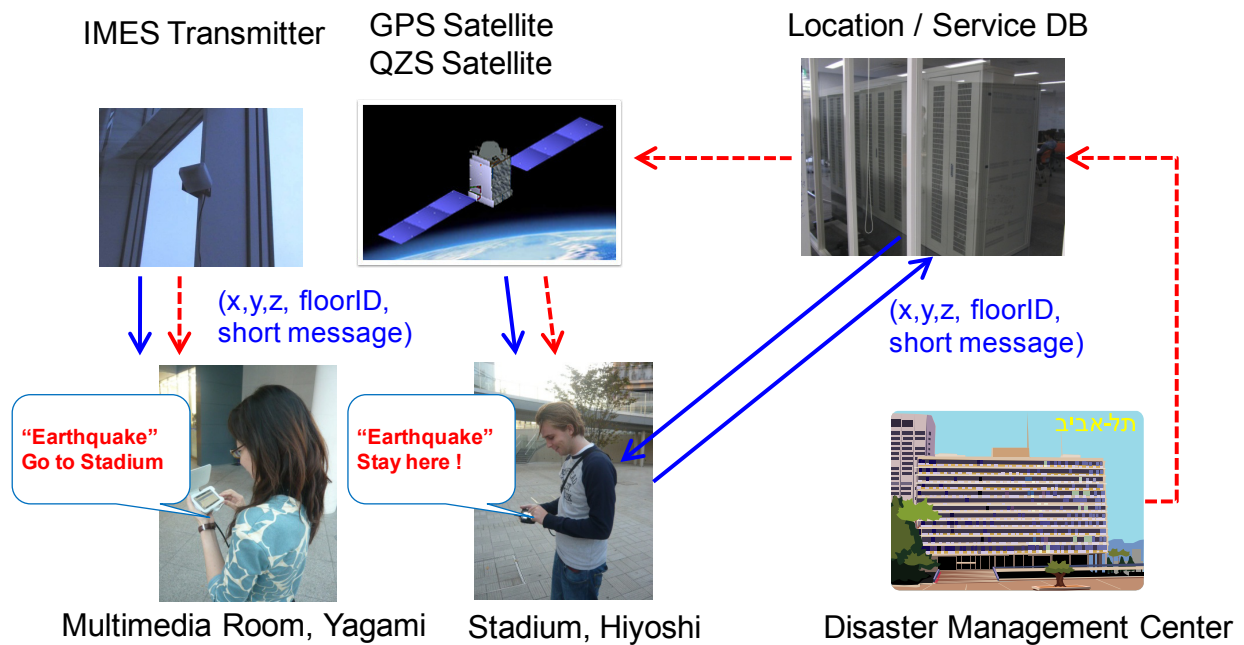 IMES Transmitter
GPS Satellite
QZS Satellite
Location / Service DB
(x,y,z, floorID,
short message)
(x,y,z, floorID,
short message)
“Earthquake”
Go to Stadium
“Earthquake”
Stay here !
תל-אביב
Multimedia Room, Yagami
Stadium, Hiyoshi
Disaster Management Center